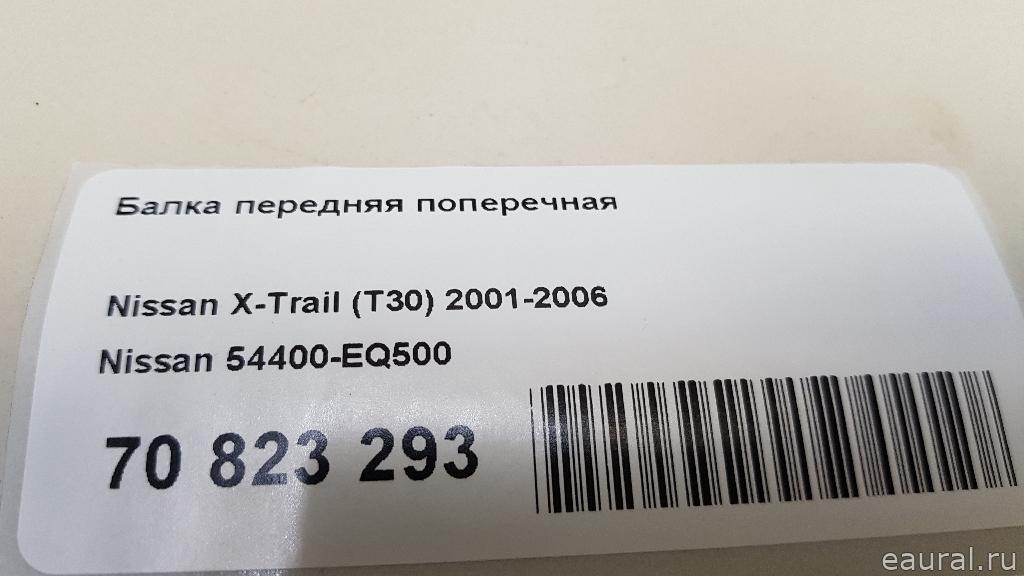 Балка передняя поперечная
Nissan X-Trail (T30) 2001-2006
Nissan 54400-EQ500
70 823 293
eaural.ru